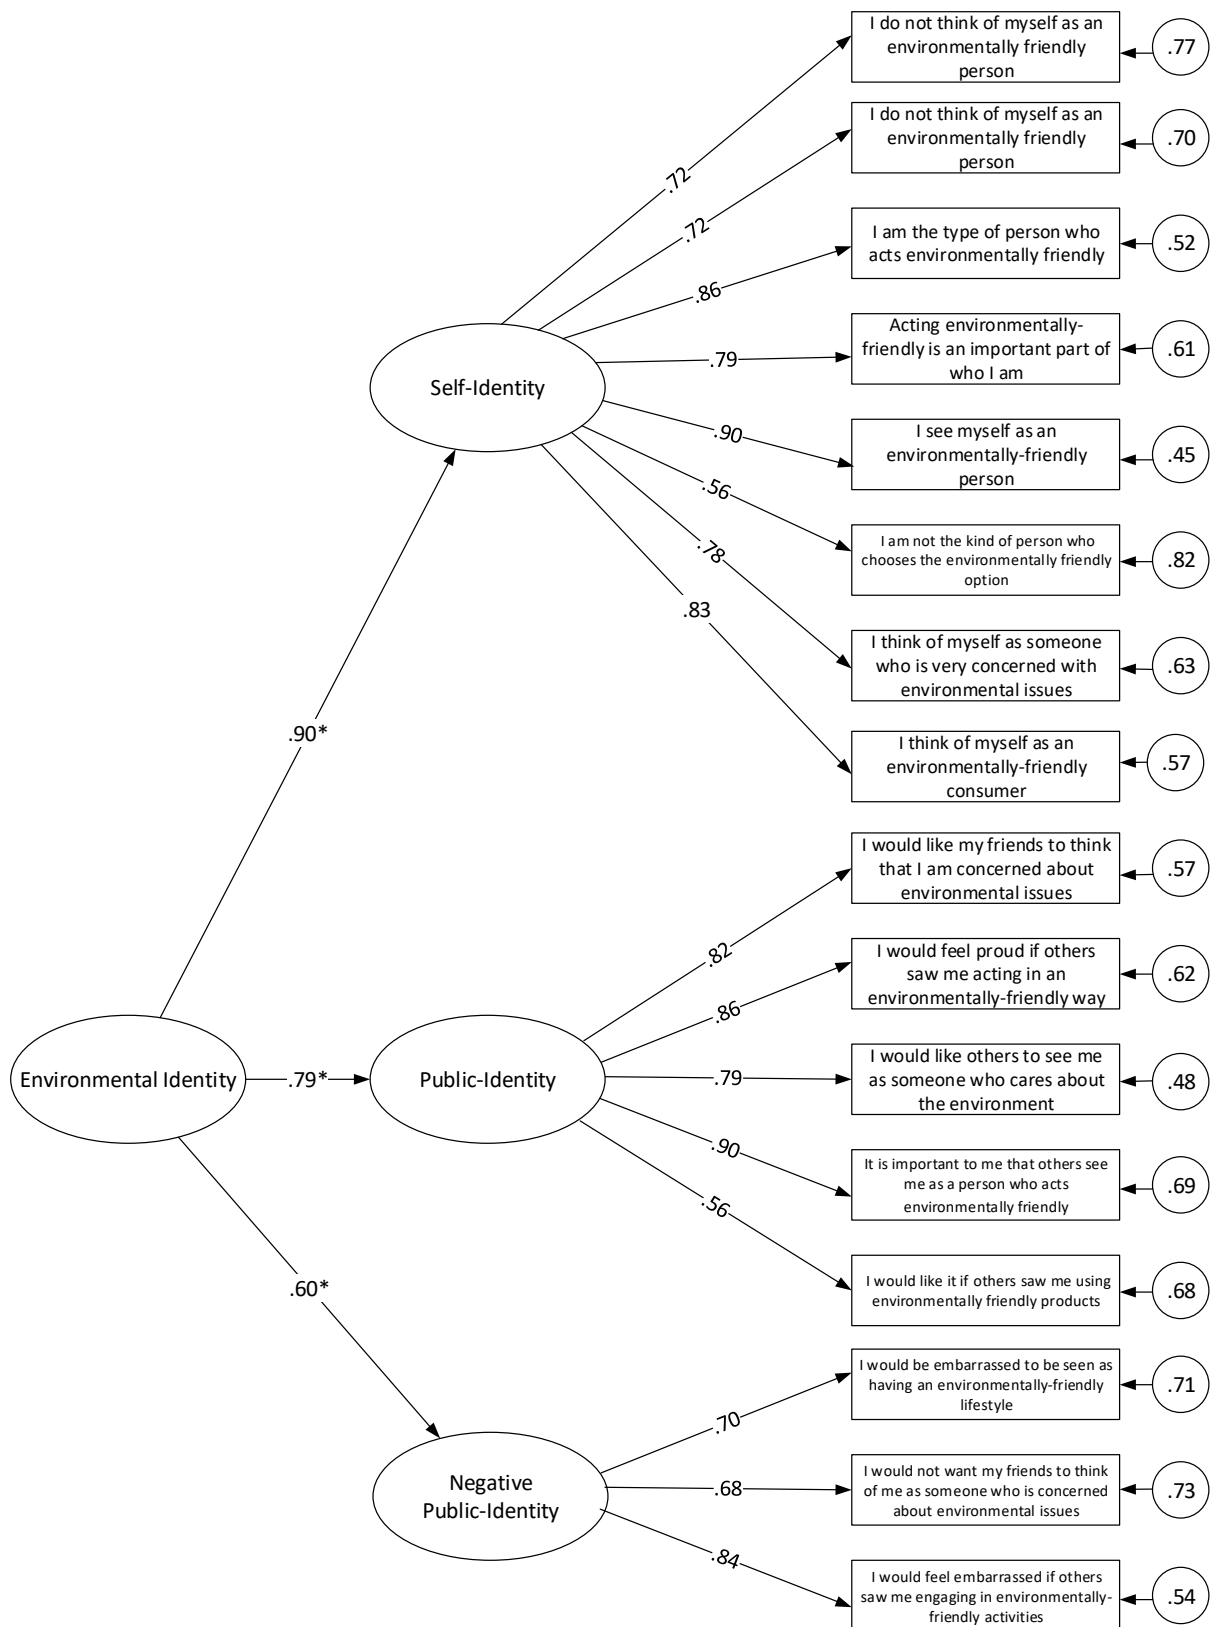 I do not think of myself as an
environmentally friendly
person
.77
.72
I do not think of myself as an
environmentally friendly
person
.70
.72
I am the type of person who
acts environmentally friendly
.52
.86
Acting environmentally-
friendly is an important part of
who I am
.61
.79
Self-Identity
I see myself as an
environmentally-friendly
person
.45
.90
I am not the kind of person who
chooses the environmentally friendly
option
.82
.56
I think of myself as someone
who is very concerned with
environmental issues
.63
.78
I think of myself as an
environmentally-friendly
consumer
.57
.83
.90*
I would like my friends to think
that I am concerned about
environmental issues
.57
.82
I would feel proud if others
saw me acting in an
environmentally-friendly way
.62
.86
Environmental Identity
.79*
Public-Identity
I would like others to see me
as someone who cares about
the environment
.48
.79
It is important to me that others see
me as a person who acts
environmentally friendly
.69
.90
I would like it if others saw me using
environmentally friendly products
.68
.56
.60*
I would be embarrassed to be seen as
having an environmentally-friendly
lifestyle
.71
.70
Negative
Public-Identity
I would not want my friends to think
of me as someone who is concerned
about environmental issues
.73
.68
I would feel embarrassed if others
saw me engaging in environmentally-
friendly activities
.54
.84